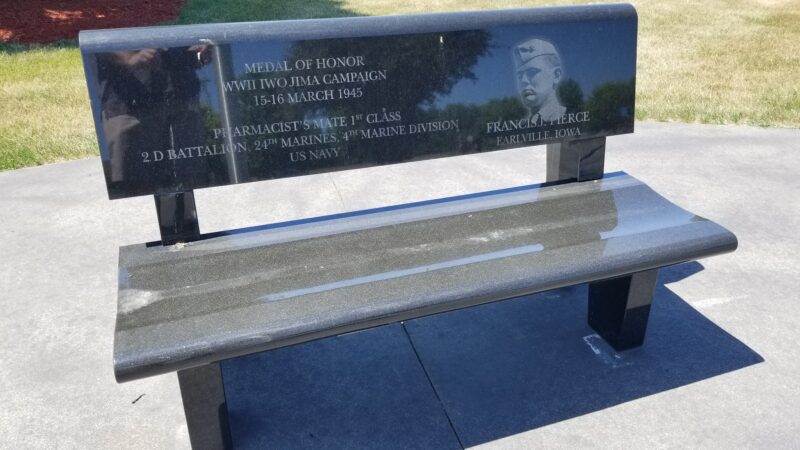 MEDAL OF HONOR
WWII IWO JIMA CAMPAIGN
15-16 MARCH 1945
PHARMACIST'S MATE 1ST CLASS
2 D BATTALION, 24TH MARINES, 4TH MARINE DIVISION
US NAVY
FRANCIS J. PIERCE
EARLVILLE, IOWA